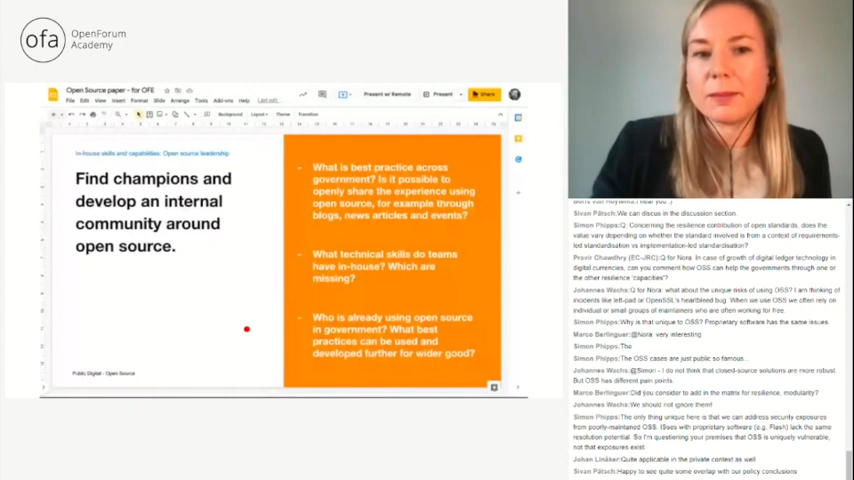 ofa
OpenForum
Academy
Open Source paper - for OFE
File Edit View Insert Format Slide Arrange Tools Add-ons Help Last edit...
Present w/ Remote
Present
Share
Background Layout Theme Transition
In-house skills and capabilities: Open source leadership
Find champions and
develop an internal
community around
open source.
Public Digital - Open Source
- What is best practice across
government? Is it possible to
openly share the experience using
open source, for example through
blogs, news articles and events?
- What technical skills do teams
have in-house? Which are
missing?
- Who is already using open source
in government? What best
practices can be used and
developed further for wider good?
Sivan Pätsch:We can discus in the discussion section.
Simon Phipps:Q: Concerning the resilience contribution of open standards, does the
value vary depending on whether the standard involved is from a context of requirements-
led standardisation vs implementation-led standardisation?
Pravir Chawdhry (EC-JRC):Q for Nora. In case of growth of digital ledger technology in
digital currencies, can you comment how OSS can help the governments through one or
the other resilience 'capacities'?
Johannes Wachs:Q for Nora: what about the unique risks of using OSS? I am thinking of
incidents like left-pad or OpenSSL's heartbleed bug. When we use OSS we often rely on
individual or small groups of maintainers who are often working for free.
Simon Phipps:Why is that unique to OSS? Proprietary software has the same issues.
Marco Berlinguer:@Nora: very interesting
Simon Phipps:The
Simon Phipps:The OSS cases are just public so famous...
Johannes Wachs:@Simon - I do not think that closed-source solutions are more robust.
But OSS has different pain points.
Marco Berlinguer:Did you consider to add in the matrix for resilience, modularity?
Johannes Wachs:We should not ignore them!
Simon Phipps:The only thing unique here is that we can address security exposures
from poorly-maintained OSS. ISses with proprietary software (e.g. Flash) lack the same
resolution potential. So I'm questioning your premises that OSS is uniquely vulnerable,
not that exposures exist.
Johan Linåker:Quite applicable in the private context as well
Sivan Pätsch:Happy to see quite some overlap with our policy conclusions